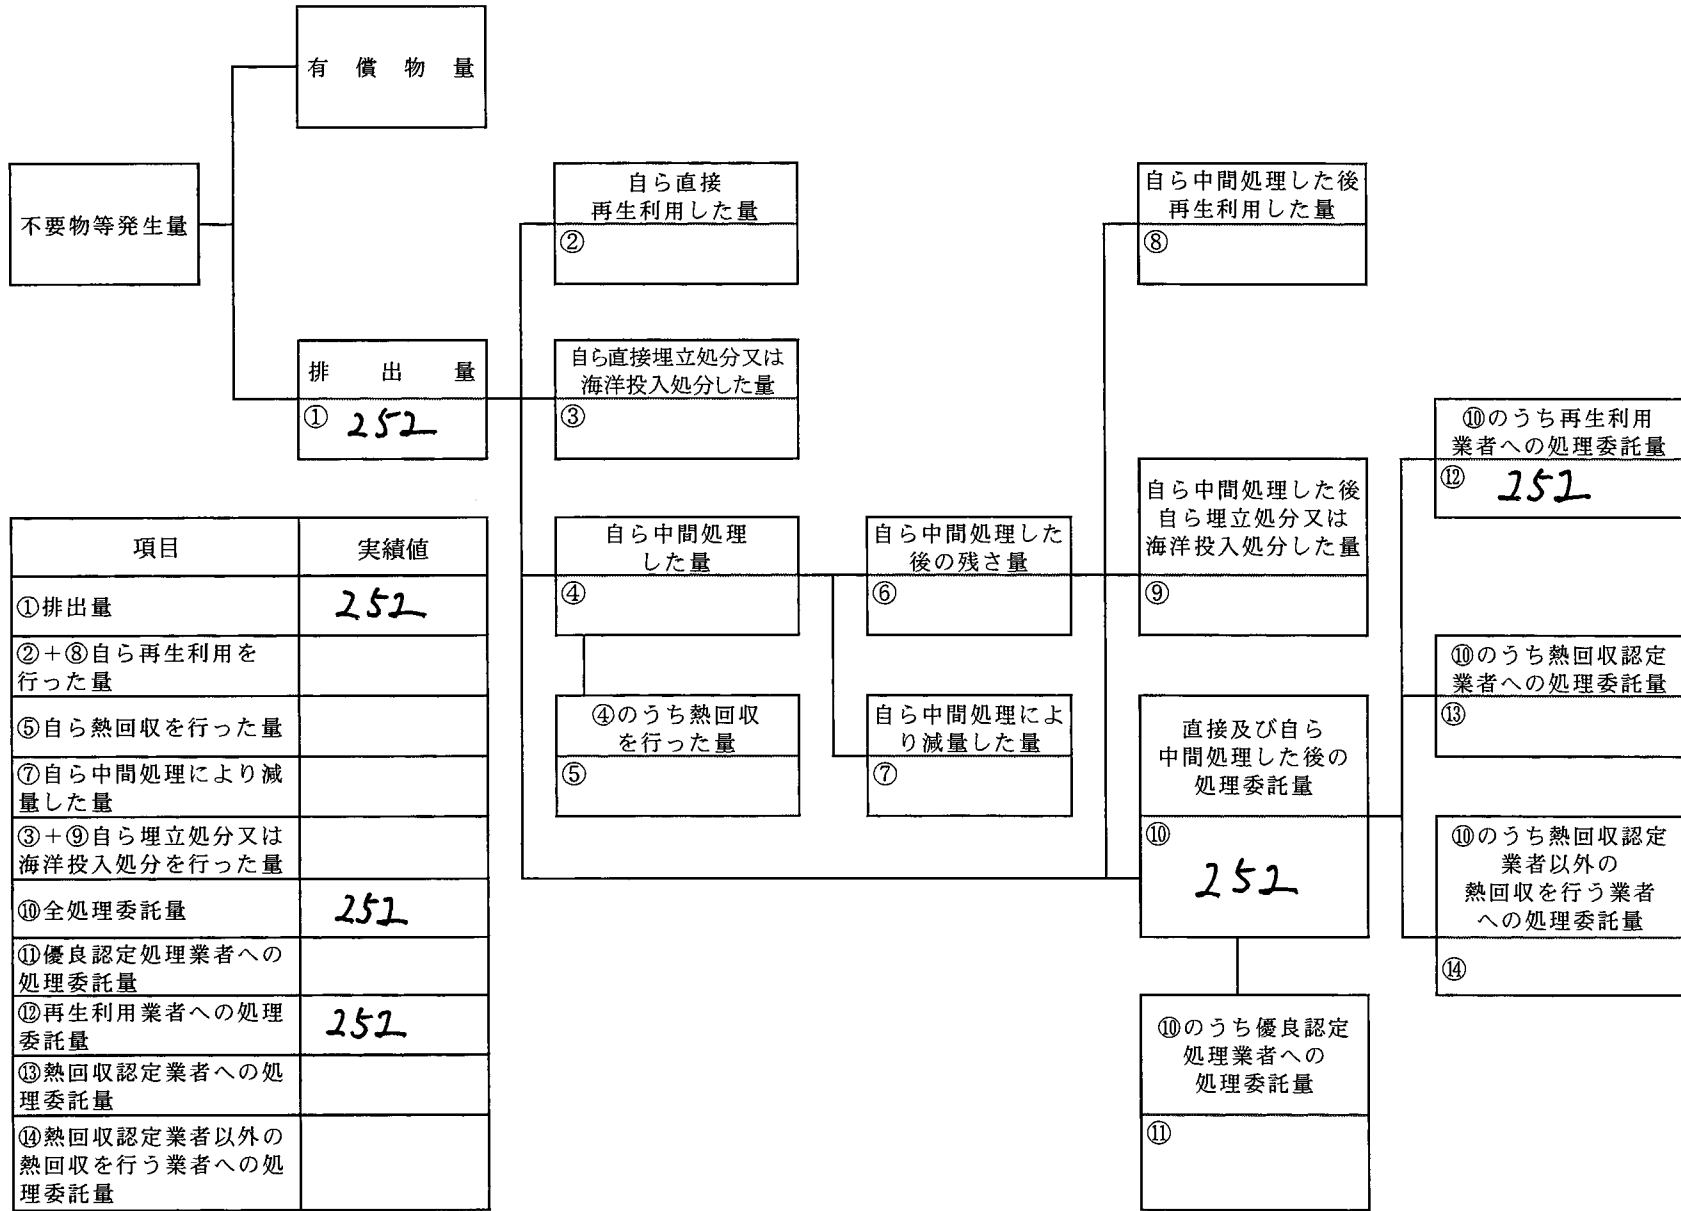 有償物量
不要物等発生量
排出量
① 252
自ら直接
再生利用した量
②
自ら直接埋立処分又は
海洋投入処分した量
③
自ら中間処理
した量
④
④のうち熱回収
を行った量
⑤
自ら中間処理した
後の残さ量
⑥
自ら中間処理によ
り減量した量
⑦
自ら中間処理した後
再生利用した量
⑧
自ら中間処理した後
自ら埋立処分又は
海洋投入処分した量
⑨
直接及び自ら
中間処理した後の
処理委託量
⑩
252
⑩のうち優良認定
処理業者への
処理委託量
⑪
⑩のうち再生利用
業者への処理委託量
⑫ 252
⑩のうち熱回収認定
業者への処理委託量
⑬
⑩のうち熱回収認定
業者以外の
熱回収を行う業者
への処理委託量
⑭
項目 実績値
①排出量 252
②+⑧自ら再生利用を
行った量
⑤自ら熱回収を行った量
⑦自ら中間処理により減
量した量
③+⑨自ら埋立処分又は
海洋投入処分を行った量
⑩全処理委託量 252
⑪優良認定処理業者への
処理委託量
⑫再生利用業者への処理
委託量 252
⑬熱回収認定業者への処
理委託量
⑭熱回収認定業者以外の
熱回収を行う業者への処
理委託量